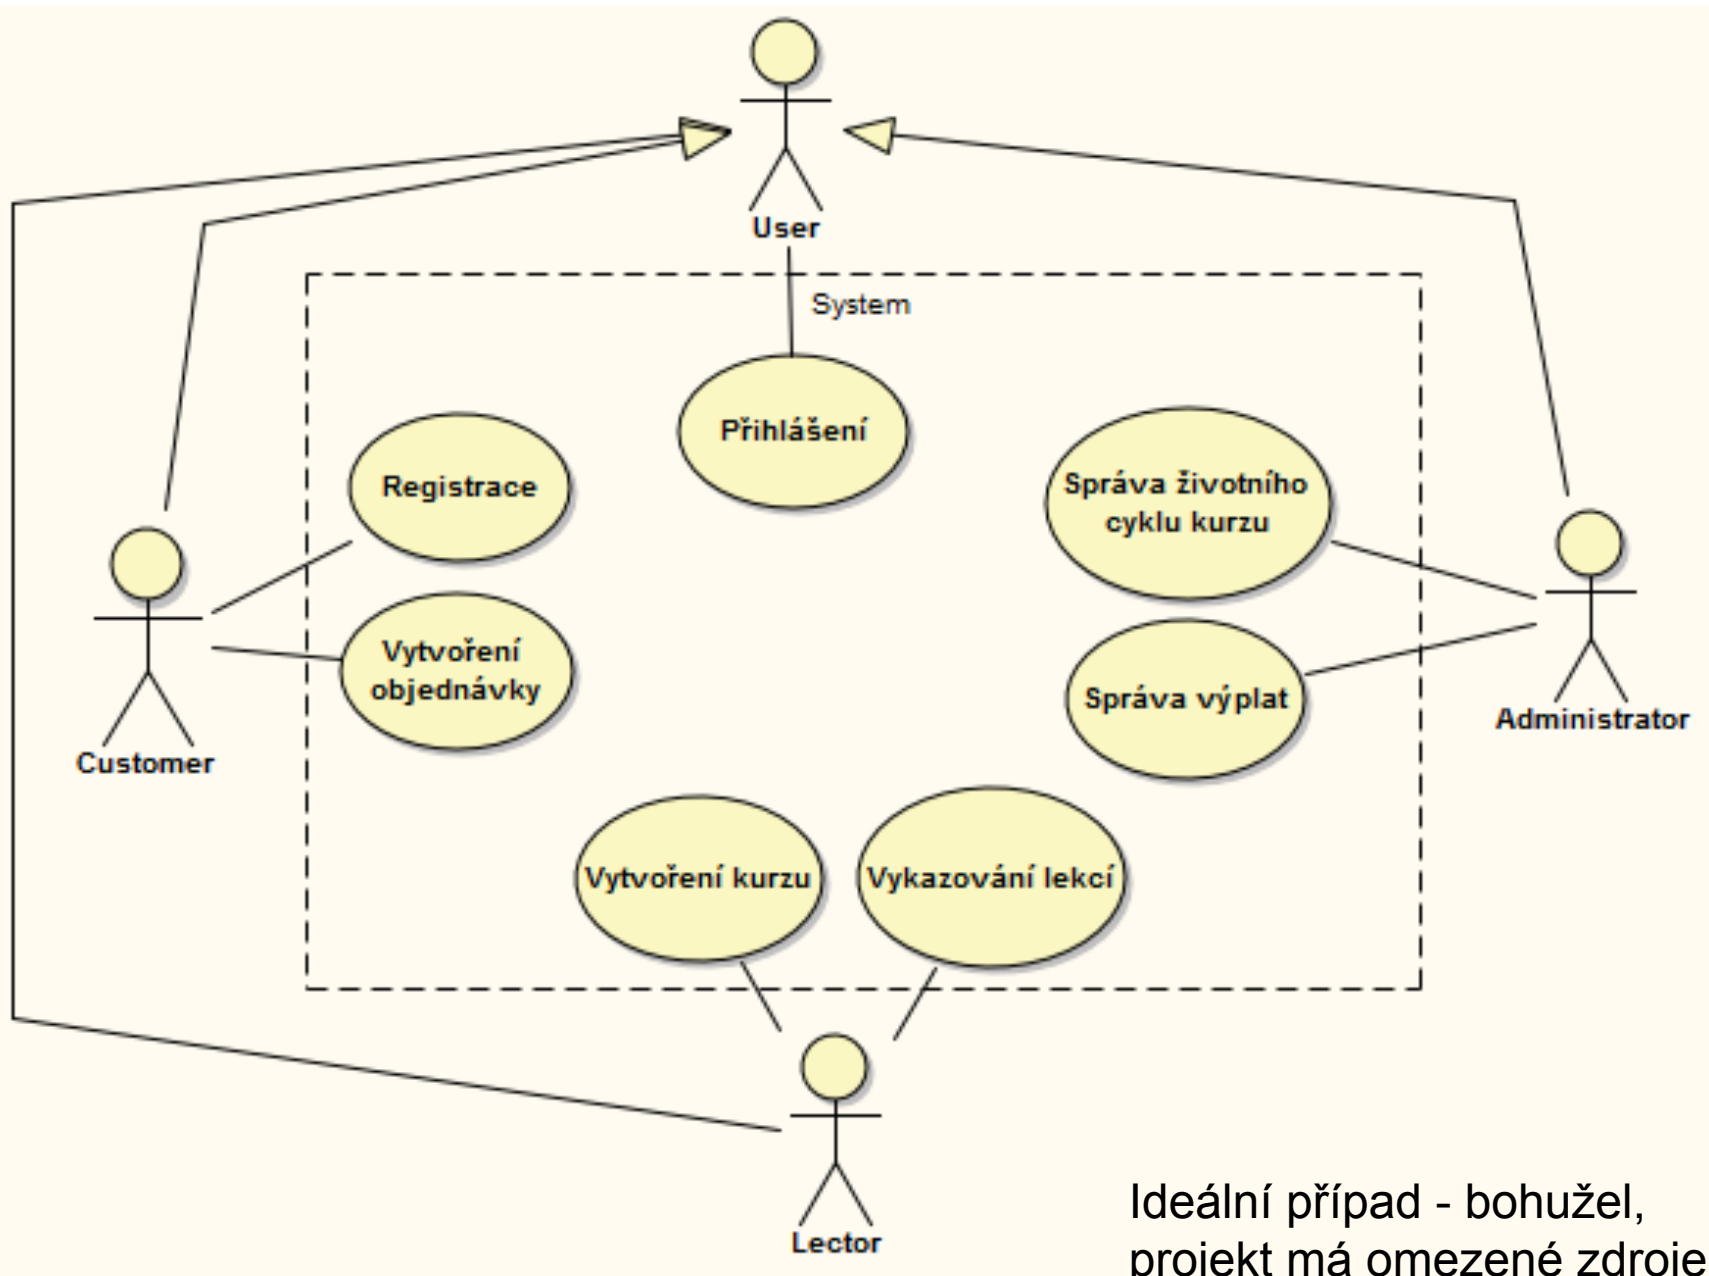 User
System
Přihlášení
Registrace
Správa životního
cyklu kurzu
Vytvoření
objednávky
Správa výplat
Administrator
Customer
Vytvoření kurzu
Vykazování lekcí
Lector
Ideální případ - bohužel,
projekt má omezené zdroje